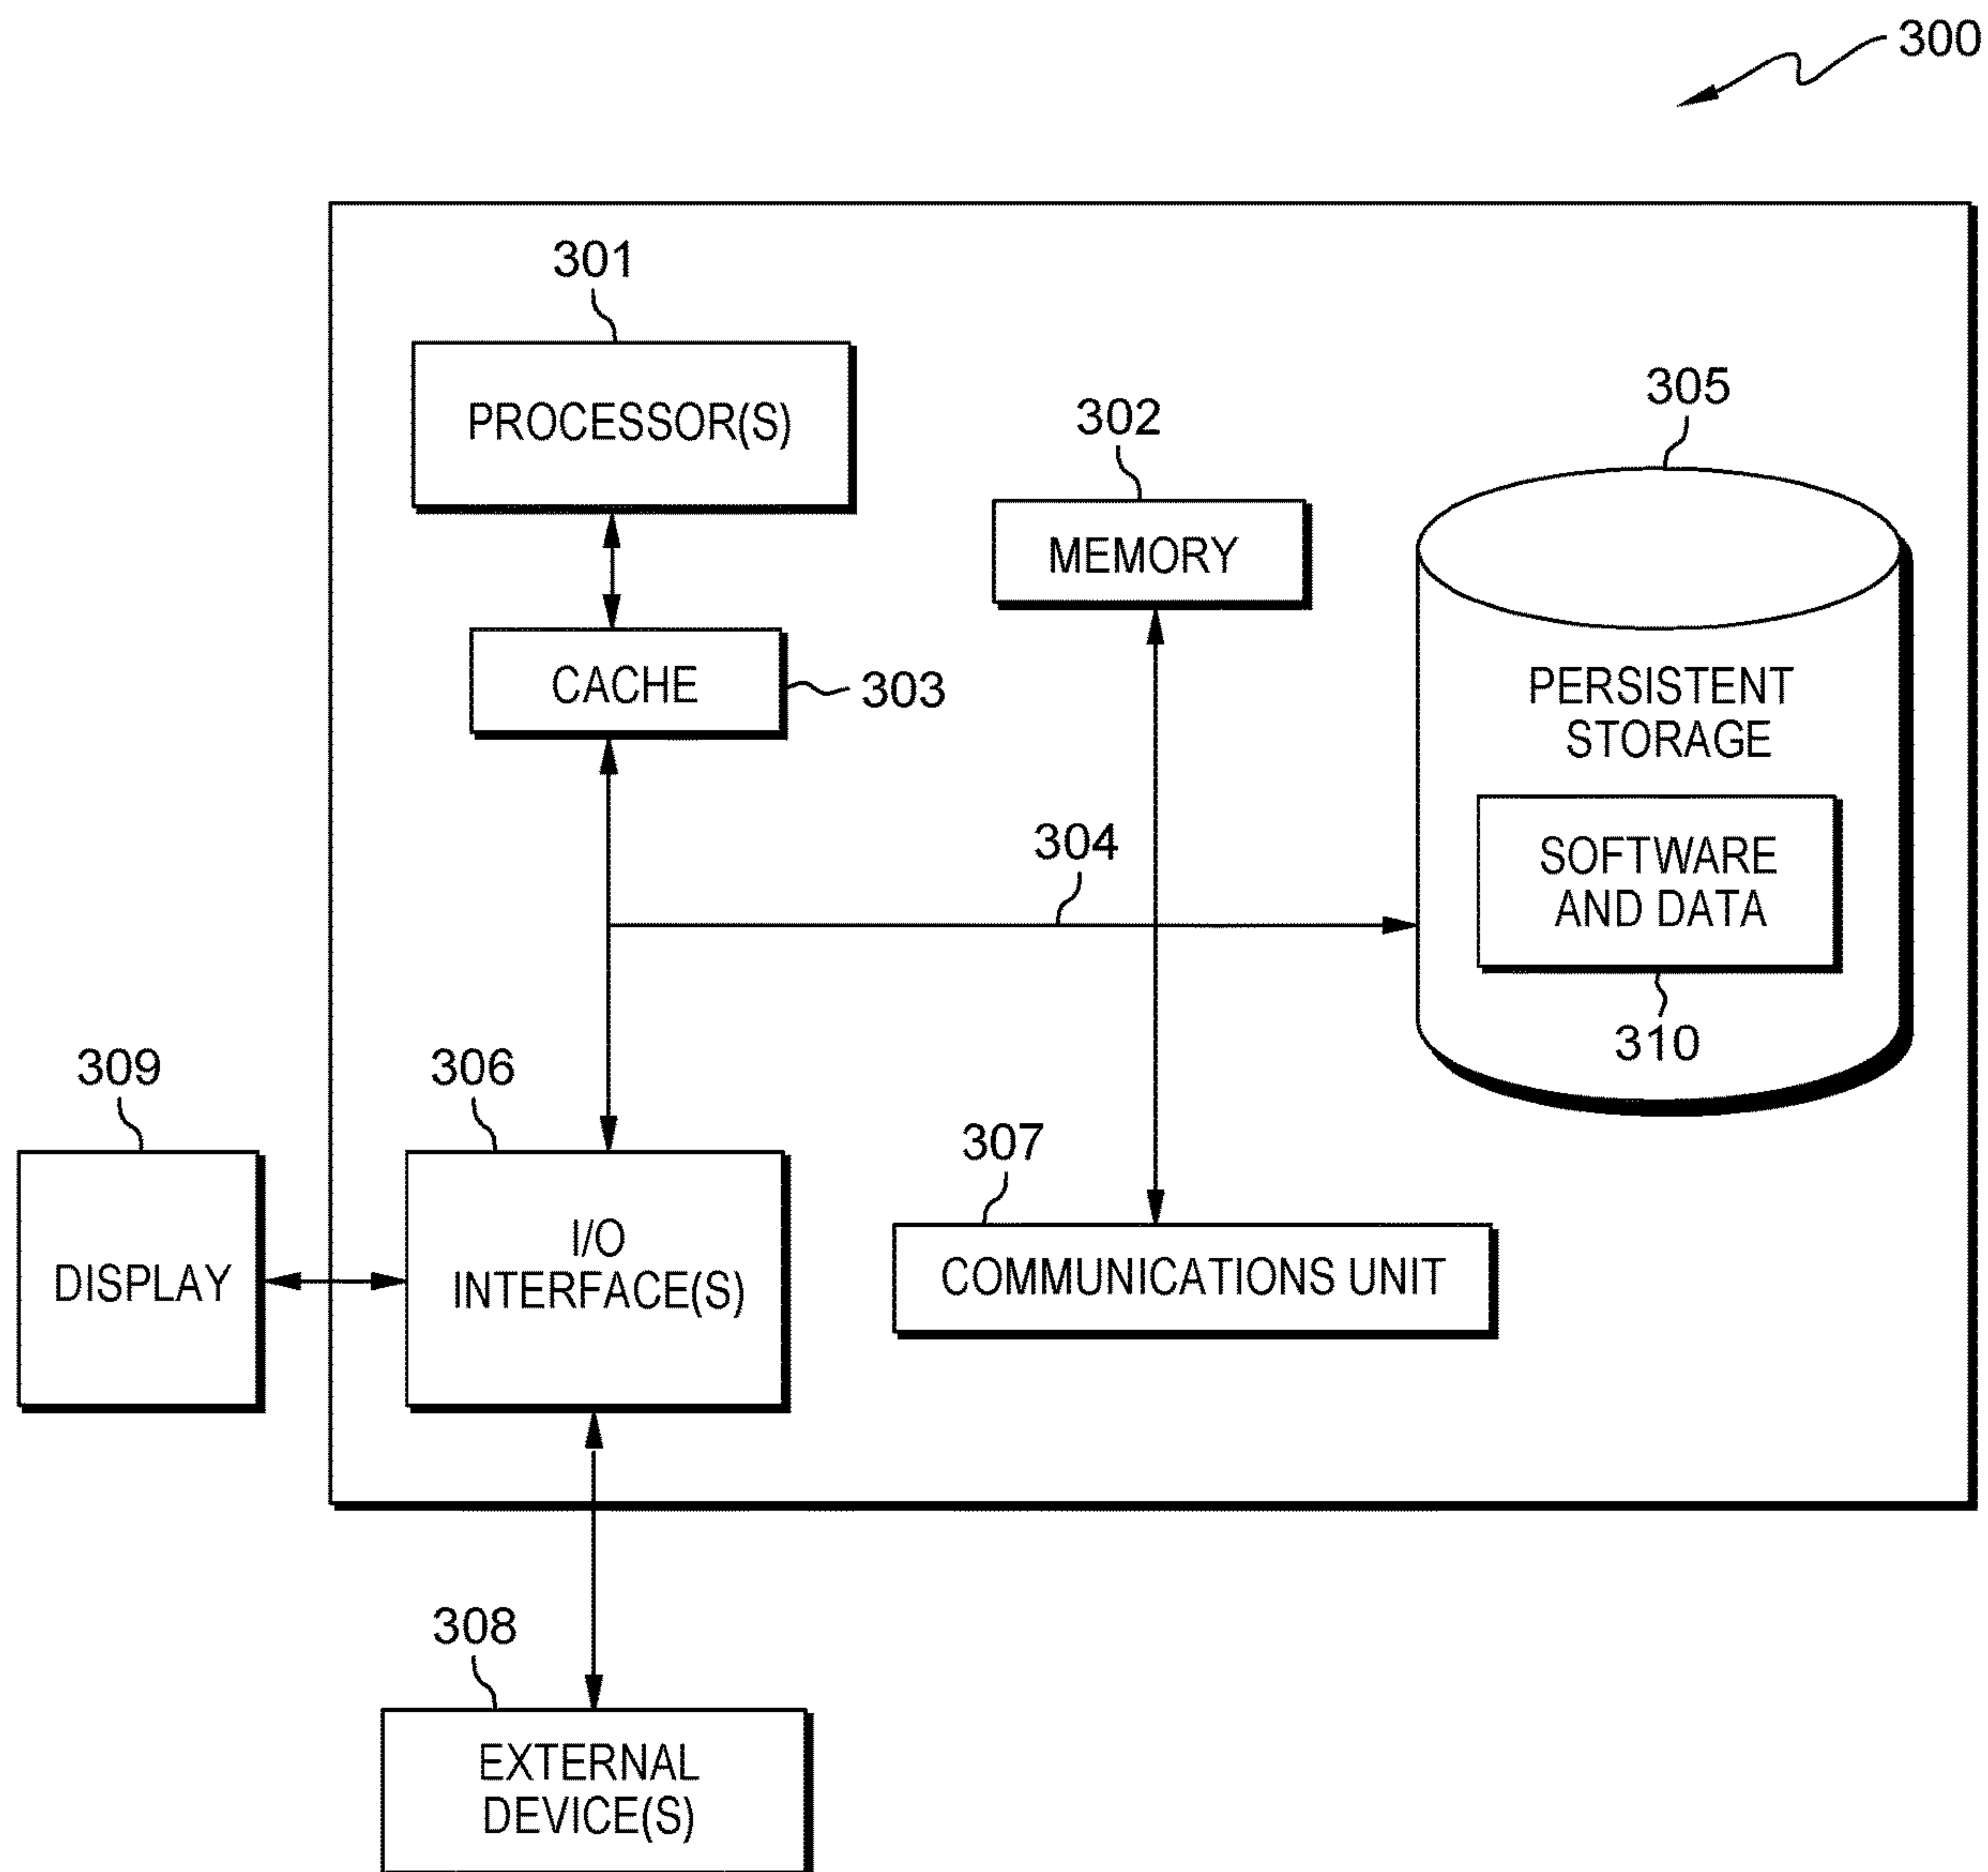 300
301
PROCESSOR(S)
302
MEMORY
305
CACHE
303
PERSISTENT
STORAGE
304
SOFTWARE
AND DATA
310
309
306
307
DISPLAY
I/O
INTERFACE(S)
COMMUNICATIONS UNIT
308
EXTERNAL
DEVICE(S)